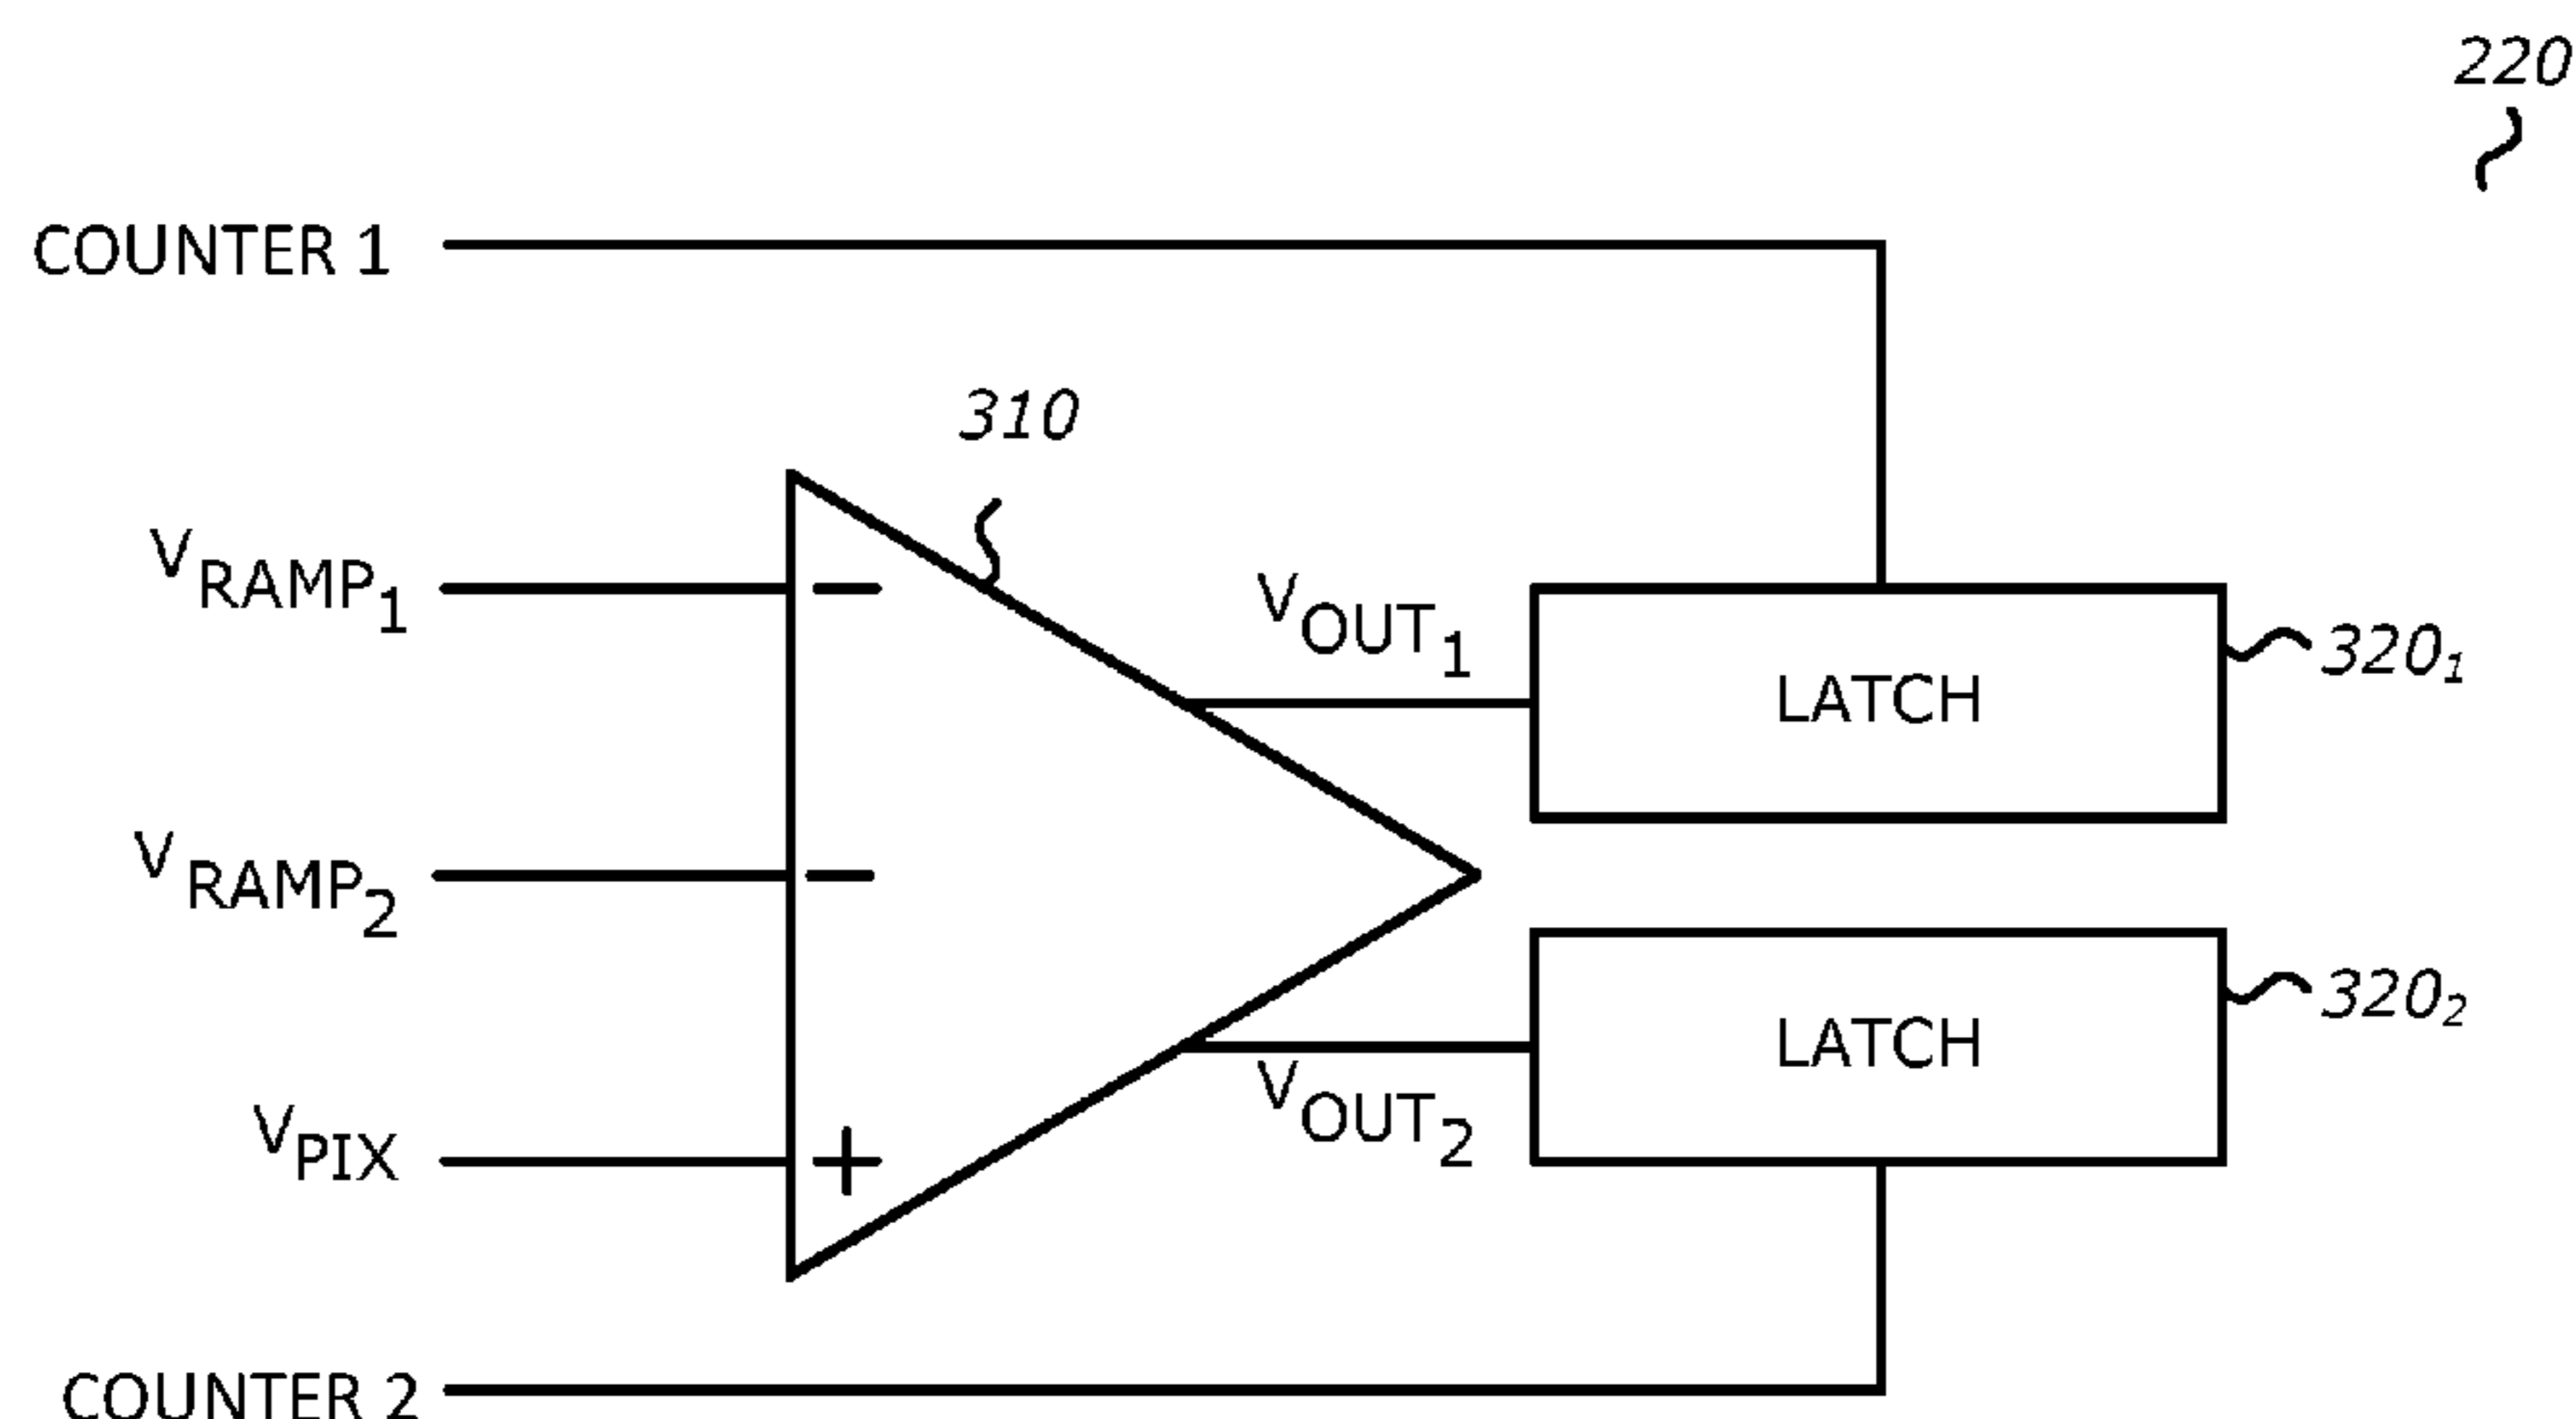 220
COUNTER 1
310
VRAMP1
VOUT1
LATCH
3201
VRAMP2
LATCH
3202
VOUT2
VPIX
COUNTER 2